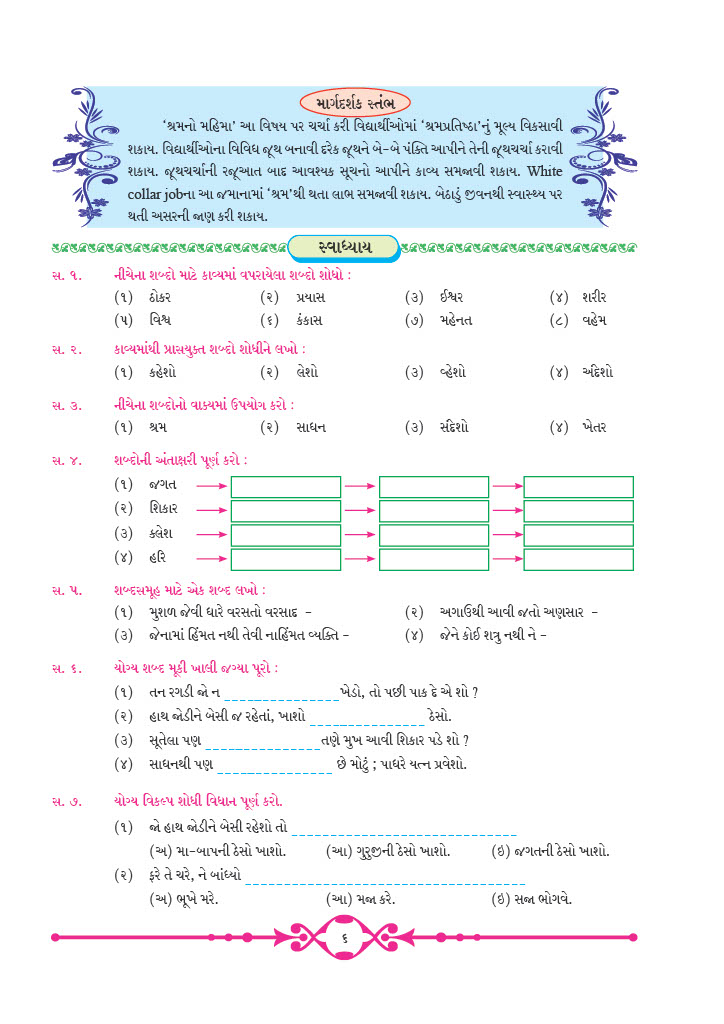 માર્ગદર્શક સ્તંભ
‘શ્રમનો મહિમા’ આ વિષય પર ચર્ચા કરી વિદ્યાર્થીઓમાં ‘શ્રમપ્રતિષ્ઠા’નું મૂલ્ય વિકસાવી
શકાય. વિદ્યાર્થીઓના વિવિધ જૂથ બનાવી દરેક જૂથને બે-બે પંક્તિ આપીને તેની જૂથચર્ચા કરાવી
શકાય. જૂથચર્ચાની રજૂઆત બાદ આવશ્યક સૂચનો આપીને કાવ્ય સમજાવી શકાય. White
collar jobના આ જમાનામાં ‘શ્રમ’થી થતા લાભ સમજાવી શકાય. બેઠાડું જીવનથી સ્વાસ્થ્ય પર
થતી અસરની જાણ કરી શકાય.
સ્વાધ્યાય
સ. ૧. નીચેના શબ્દો માટે કાવ્યમાં વપરાયેલા શબ્દો શોધો :
(૧) ઠોકર (૨) પ્રયાસ (૩) ઈશ્વર (૪) શરીર
(૫) વિશ્વ (૬) કંકાસ (૭) મહેનત (૮) વહેમ
સ. ૨. કાવ્યમાંથી પ્રાસયુક્ત શબ્દો શોધીને લખો :
(૧) કહેશો (૨) લેશો (૩) વ્હેશો (૪) અંદેશો
સ. ૩. નીચેના શબ્દોનો વાક્યમાં ઉપયોગ કરો :
(૧) શ્રમ (૨) સાધન (૩) સંદેશો (૪) ખેતર
સ. ૪. શબ્દોની અંતાક્ષરી પૂર્ણ કરો :
(૧) જગત
(૨) શિકાર
(૩) ક્લેશ
(૪) હરિ
સ. ૫. શબ્દસમૂહ માટે એક શબ્દ લખો :
(૧) મુશળ જેવી ધારે વરસતો વરસાદ - (૨) અગાઉથી આવી જતો અણસાર -
(૩) જેનામાં હિંમત નથી તેવી નાહિંમત વ્યક્તિ - (૪) જેને કોઈ શત્રુ નથી ને -
સ. ૬. યોગ્ય શબ્દ મૂકી ખાલી જગ્યા પૂરો :
(૧) તન રગડી જો ન _______________ ખેડો, તો પછી પાક દે એ શો ?
(૨) હાથ જોડીને બેસી જ રહેતાં, ખાશો _______________ ઠેસો.
(૩) સૂતેલા પણ _______________ તણે મુખ આવી શિકાર પડે શો ?
(૪) સાધનથી પણ _______________ છે મોટું ; પાધરે યત્ન પ્રવેશો.
સ. ૭. યોગ્ય વિકલ્પ શોધી વિધાન પૂર્ણ કરો.
(૧) જો હાથ જોડીને બેસી રહેશો તો _____________________________
(અ) મા-બાપની ઠેસો ખાશો. (આ) ગુરુજીની ઠેસો ખાશો. (ઇ) જગતની ઠેસો ખાશો.
(૨) ફરે તે ચરે, ને બાંધ્યો ____________________________________
(અ) ભૂખે મરે. (આ) મજા કરે. (ઇ) સજા ભોગવે.
૬